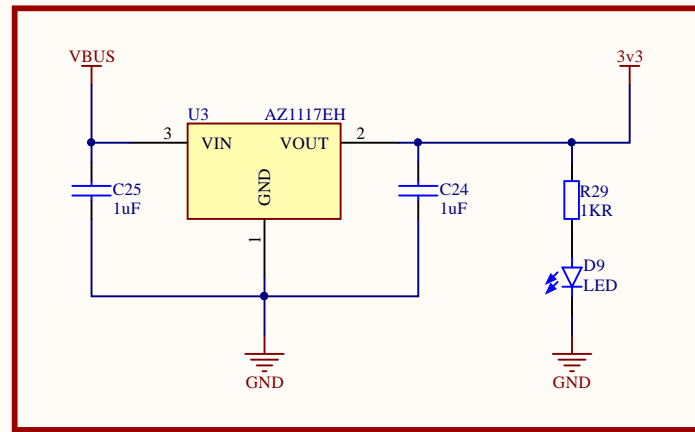 VBUS
3v3
U3
AZ1117EH
3
VIN
VOUT
2
GND
1
C25
1uF
C24
1uF
R29
1KR
D9
LED
GND
GND